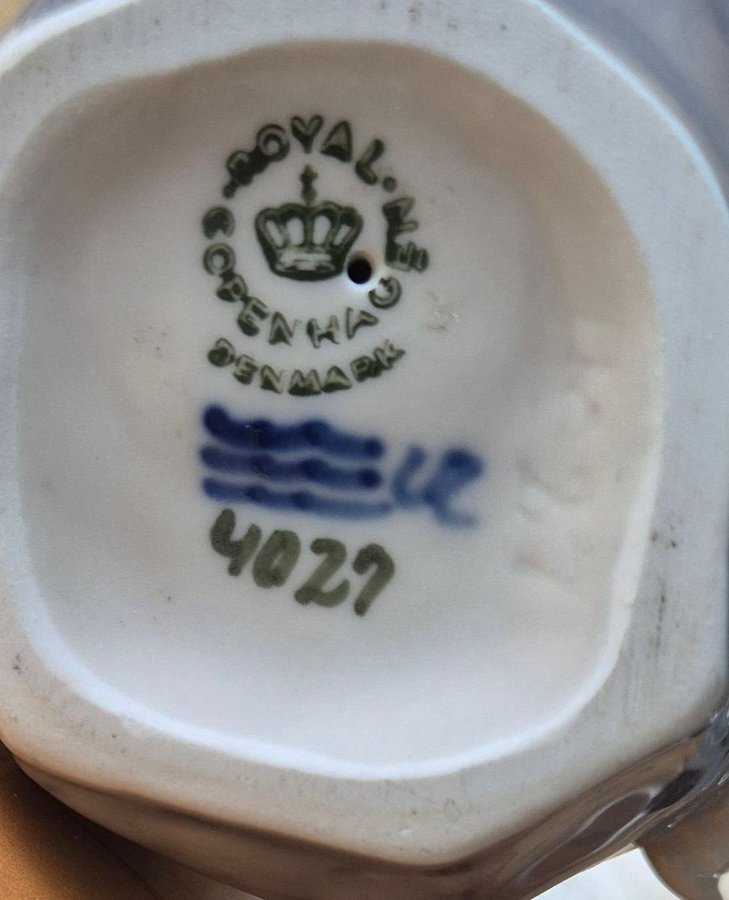 ROYAL
COPENHAGEN
DENMARK
4027